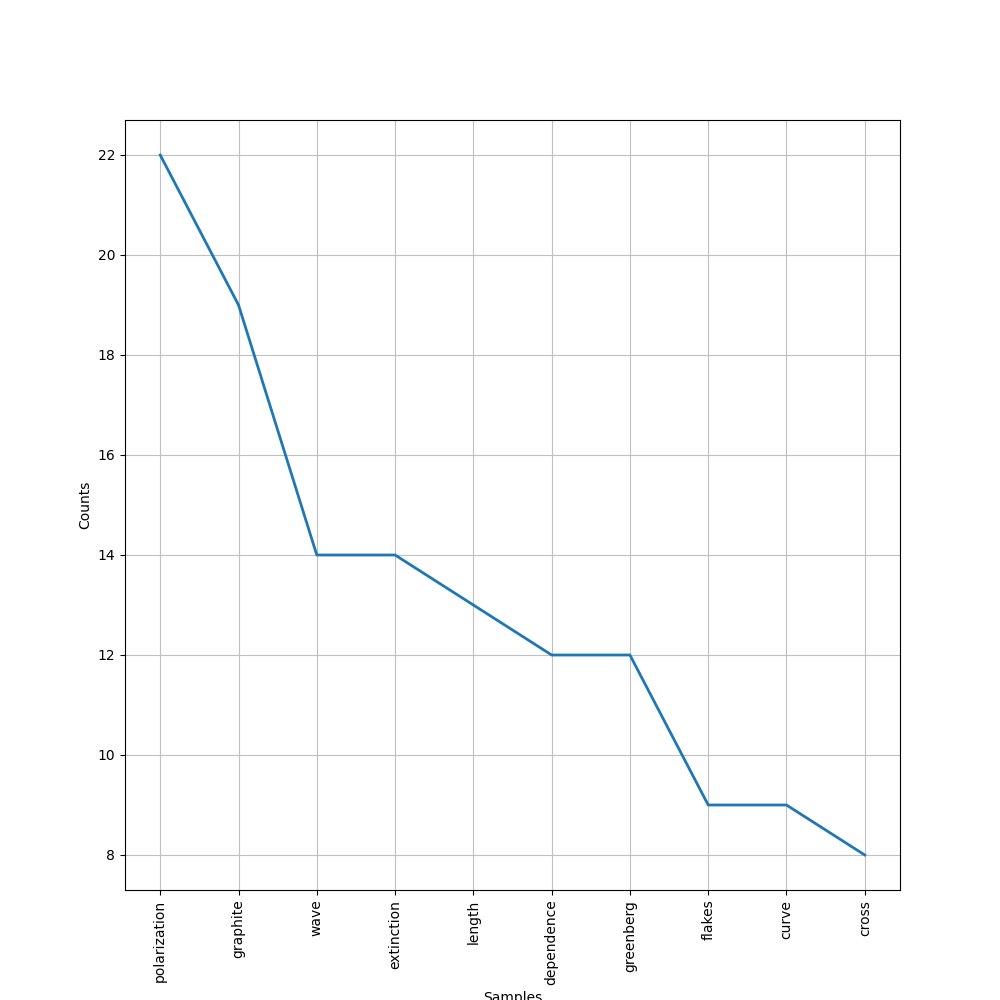 22
20
18
16
14
12
10
8
Counts
polarization
graphite
wave
extinction
length
dependence
greenberg
flakes
curve
cross
Samples